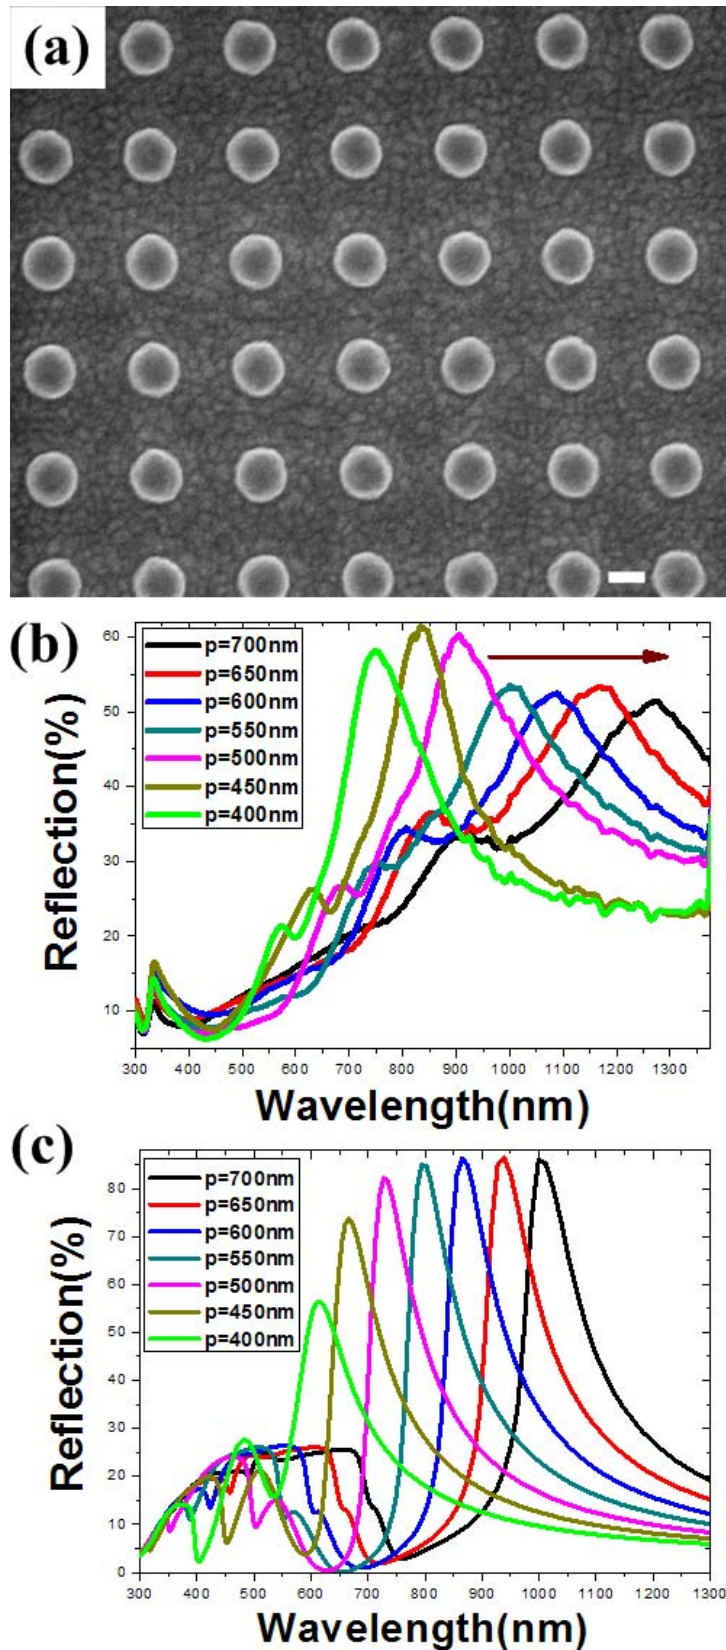 (a)
(b)
p=700nm
p=650nm
p=600nm
p=550nm
p=500nm
p=450nm
p=400nm
Reflection(%)
60
50
40
30
20
10
300 400 500 600 700 800 900 1000 1100 1200 1300
Wavelength(nm)
(c)
p=700nm
p=650nm
p=600nm
p=550nm
p=500nm
p=450nm
p=400nm
Reflection(%)
80
70
60
50
40
30
20
10
0
300 400 500 600 700 800 900 1000 1100 1200 1300
Wavelength(nm)